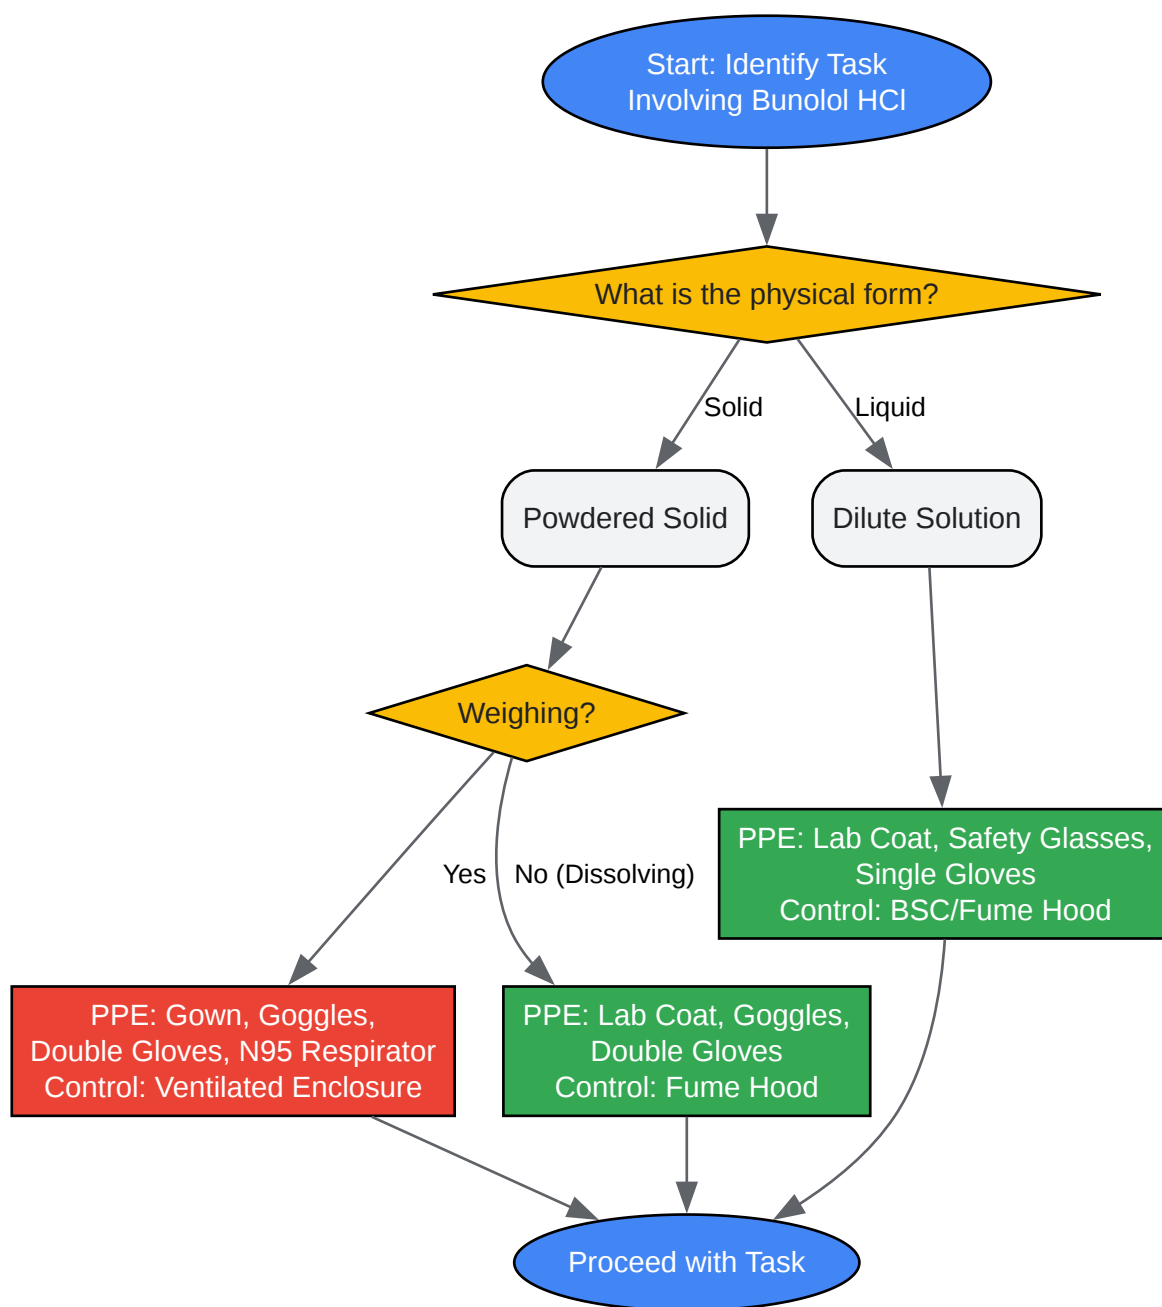 Start: Identify Task
Involving Bunolol HCl
What is the physical form?
Solid
Liquid
Powdered Solid
Dilute Solution
Weighing?
PPE: Lab Coat, Safety Glasses,
Single Gloves
Control: BSC/Fume Hood
Yes
No (Dissolving)
PPE: Gown, Goggles,
Double Gloves, N95 Respirator
Control: Ventilated Enclosure
PPE: Lab Coat, Goggles,
Double Gloves
Control: Fume Hood
Proceed with Task